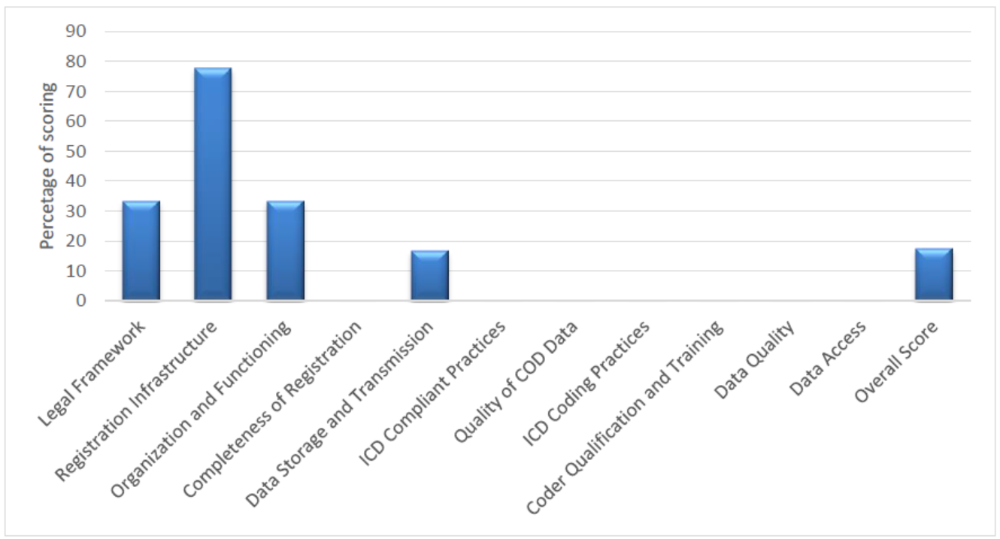 90
80
70
60
50
40
30
20
10
0
Percetage of scoring
Legal Framework
Registration Infrastructure
Organization and Functioning
Completeness of Registration
Data Storage and Transmission
ICD Compliant Practices
Quality of COD Data
ICD Coding Practices
Coder Qualification and Training
Data Quality
Data Access
Overall Score